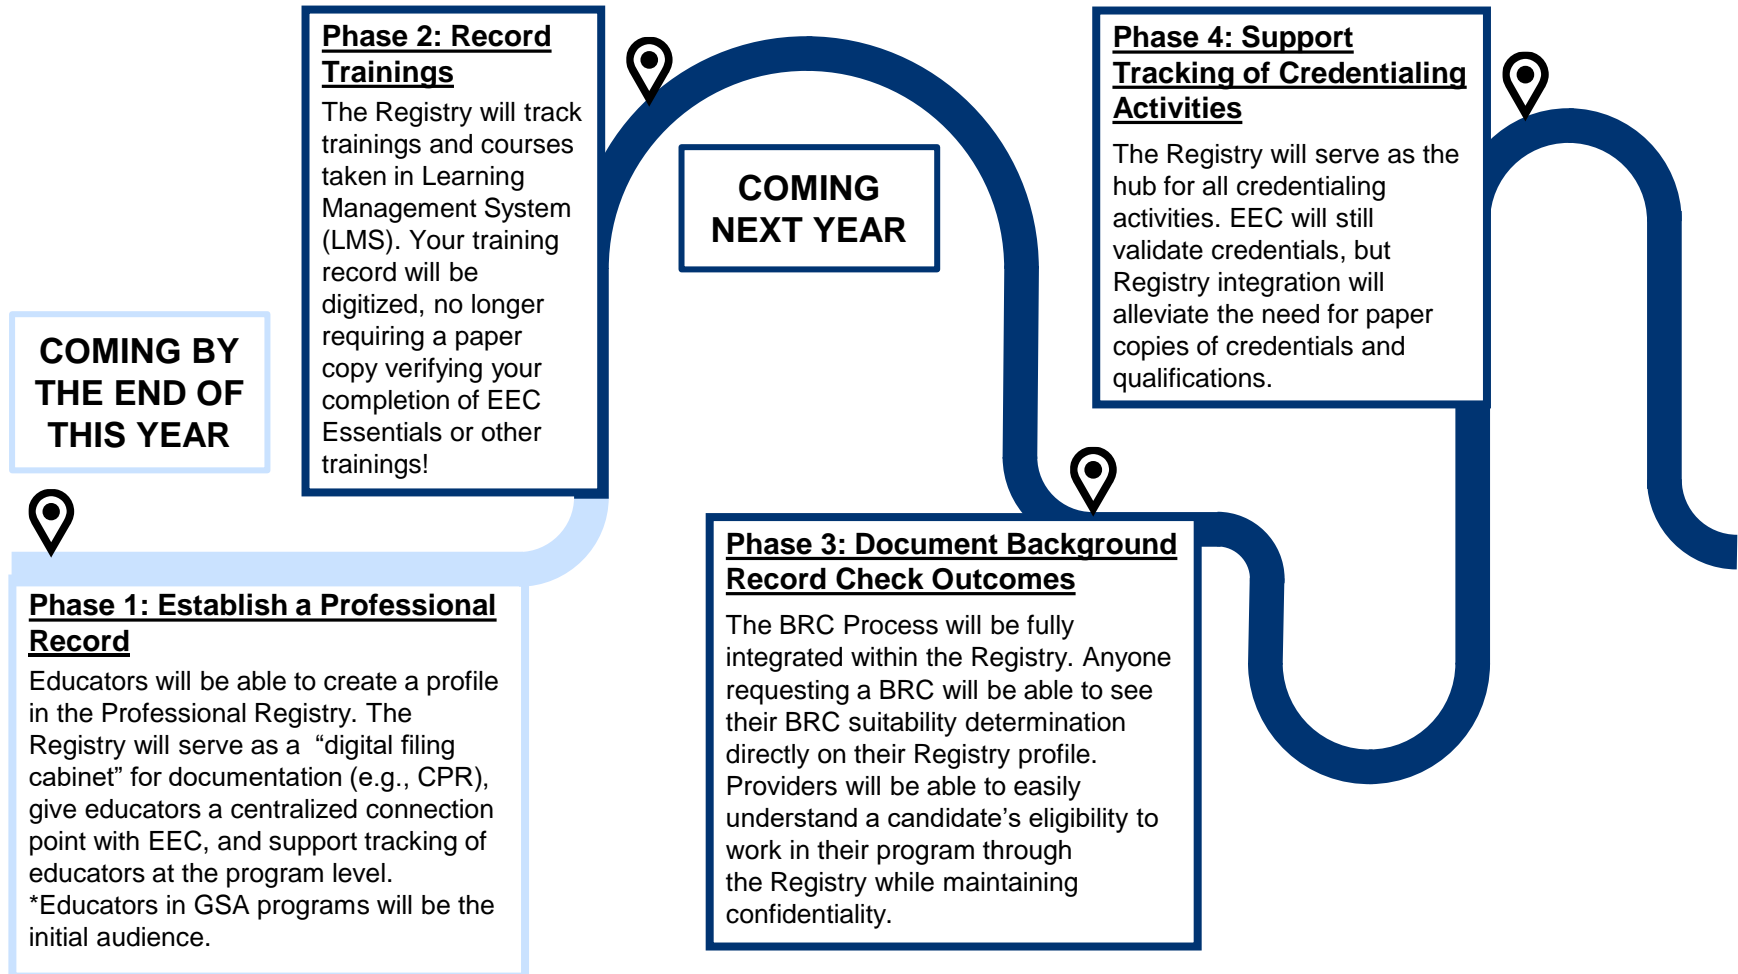 COMING BY
THE END OF
THIS YEAR
Phase 1: Establish a Professional
Record
Educators will be able to create a profile
in the Professional Registry. The
Registry will serve as a “digital filing
cabinet” for documentation (e.g., CPR),
give educators a centralized connection
point with EEC, and support tracking of
educators at the program level.
*Educators in GSA programs will be the
initial audience.
Phase 2: Record
Trainings
The Registry will track
trainings and courses
taken in Learning
Management System
(LMS). Your training
record will be
digitized, no longer
requiring a paper
copy verifying your
completion of EEC
Essentials or other
trainings!
COMING
NEXT YEAR
Phase 3: Document Background
Record Check Outcomes
The BRC Process will be fully
integrated within the Registry. Anyone
requesting a BRC will be able to see
their BRC suitability determination
directly on their Registry profile.
Providers will be able to easily
understand a candidate’s eligibility to
work in their program through
the Registry while maintaining
confidentiality.
Phase 4: Support
Tracking of Credentialing
Activities
The Registry will serve as the
hub for all credentialing
activities. EEC will still
validate credentials, but
Registry integration will
alleviate the need for paper
copies of credentials and
qualifications.